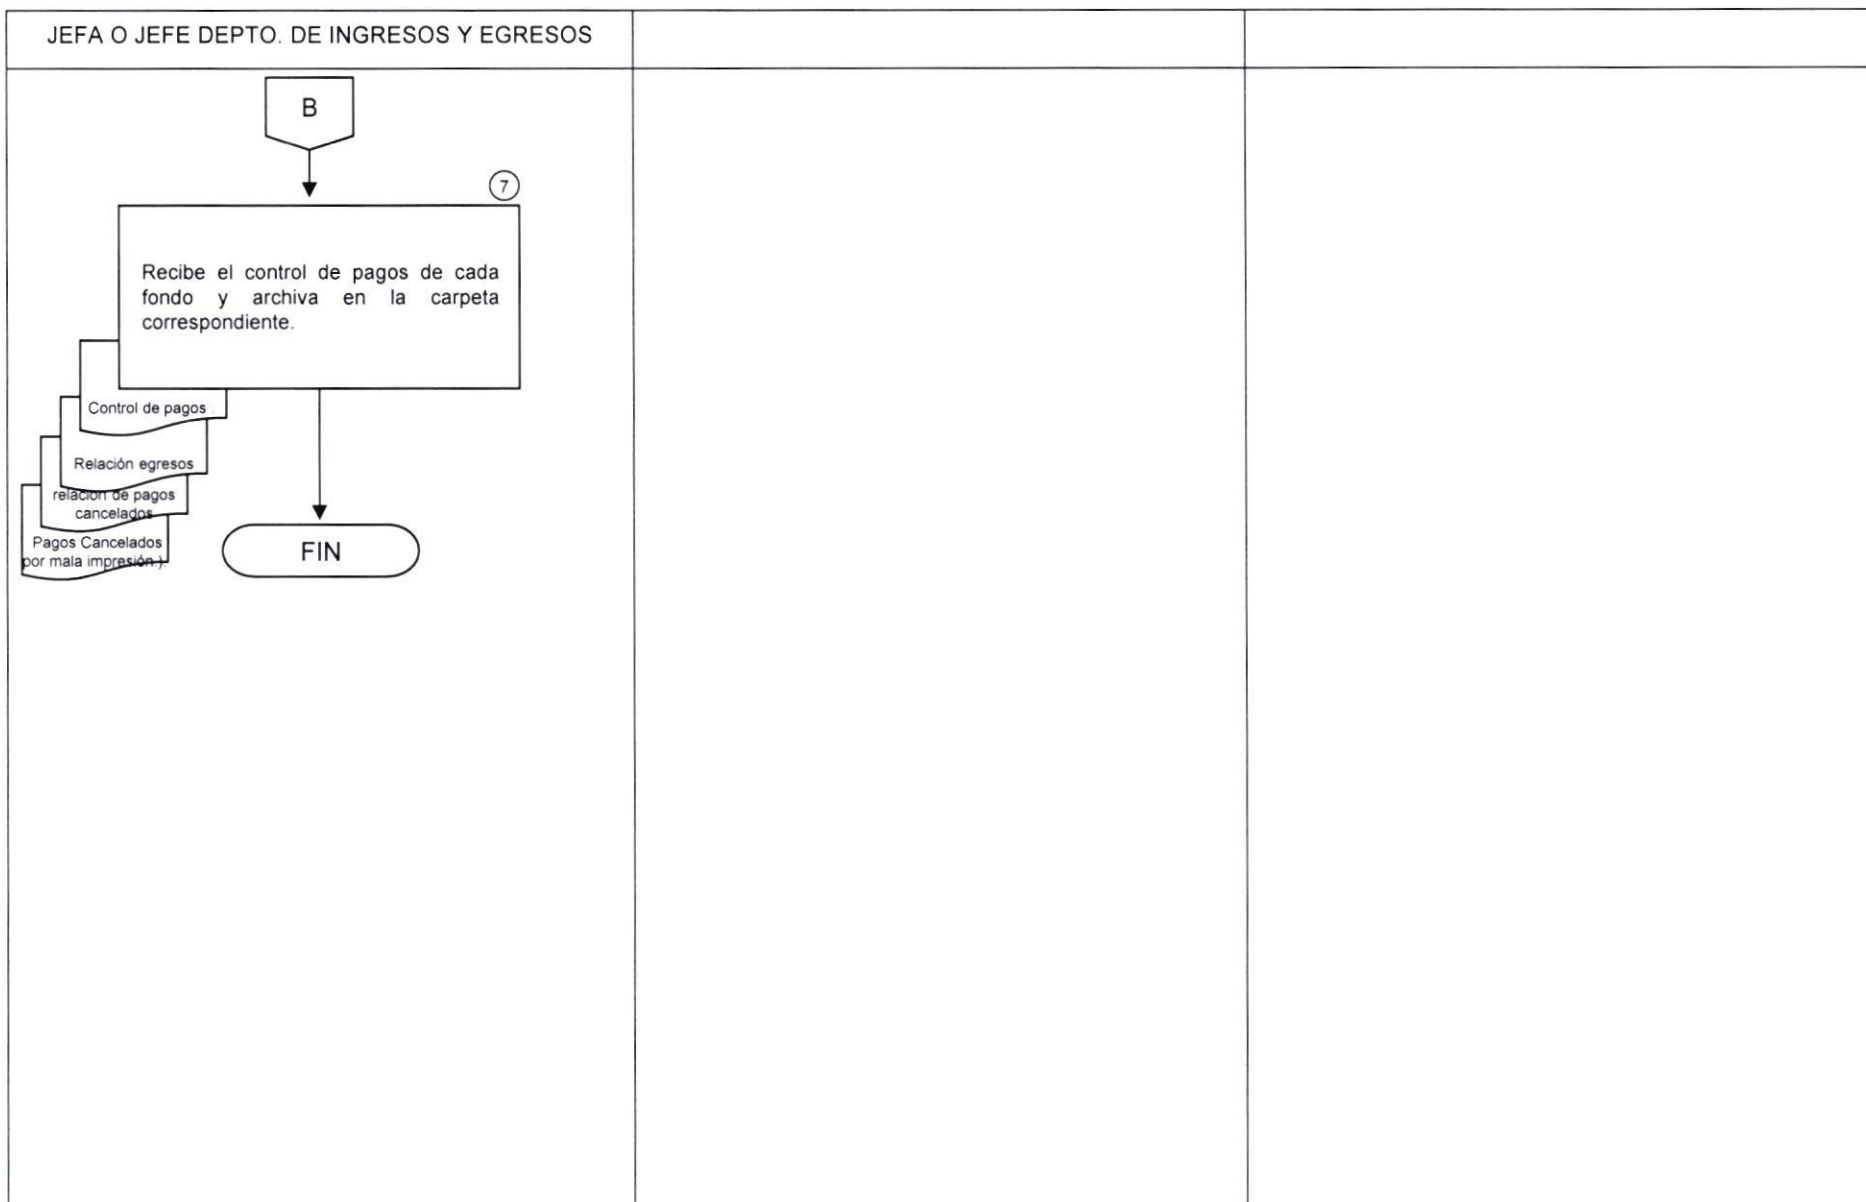 JEFA O JEFE DEPTO. DE INGRESOS Y EGRESOS
B
7
Recibe el control de pagos de cada
fondo y archiva en la carpeta
correspondiente.
Control de pagos
Relación egresos
relación de pagos
cancelados
Pagos Cancelados
por mala impresión.).
FIN